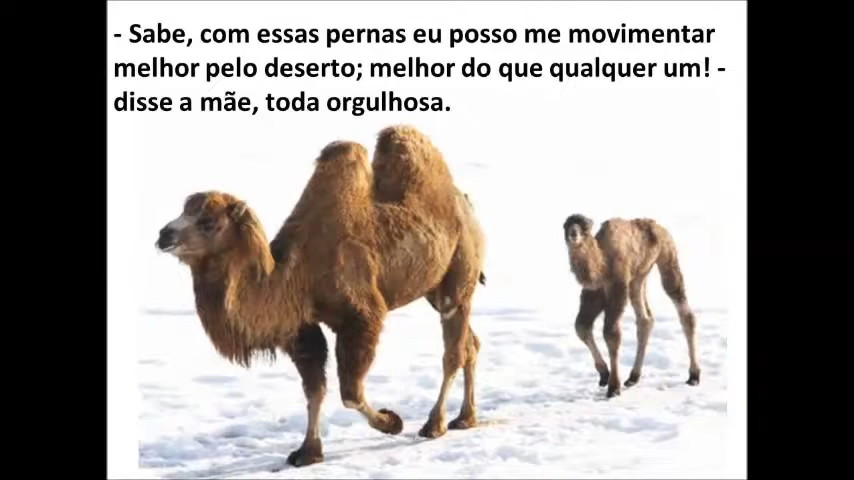 - Sabe, com essas pernas eu posso me movimentar
melhor pelo deserto; melhor do que qualquer um! -
disse a mãe, toda orgulhosa.